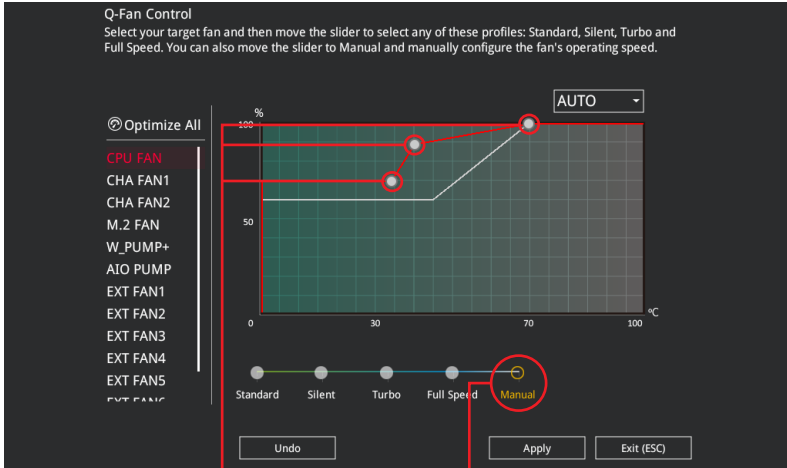 Q-Fan Control
Select your target fan and then move the slider to select any of these profiles: Standard, Silent, Turbo and
Full Speed. You can also move the slider to Manual and manually configure the fan's operating speed.
AUTO
%
Optimize All
100
CPU FAN
CHA FAN1
CHA FAN2
M.2 FAN
50
W_PUMP+
AIO PUMP
EXT FAN1
EXT FAN2
°C
0 30 70 100
EXT FAN3
EXT FAN4
EXT FAN5
EXT FAN6
Standard Silent Turbo Full Speed Manual
Undo Apply Exit (ESC)